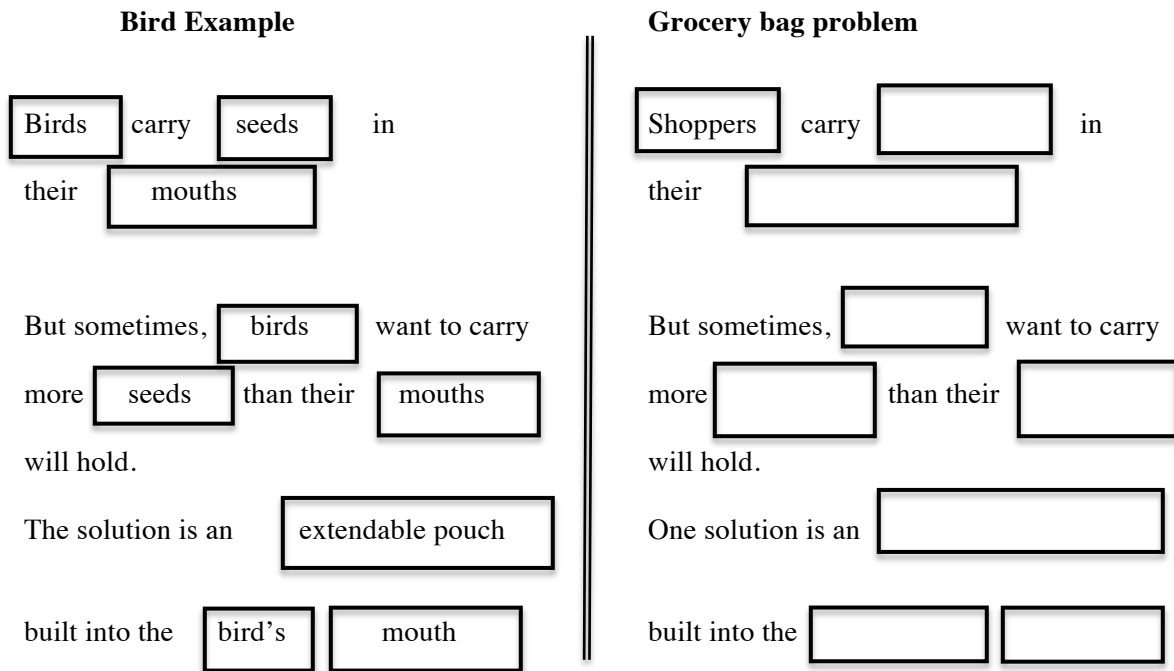 Bird Example
Birds carry seeds in
their mouths
But sometimes, birds want to carry
more seeds than their mouths
will hold.
The solution is an extendable pouch
built into the bird's mouth
Grocery bag problem
Shoppers carry in
their
But sometimes, want to carry
more than their
will hold.
One solution is an
built into the